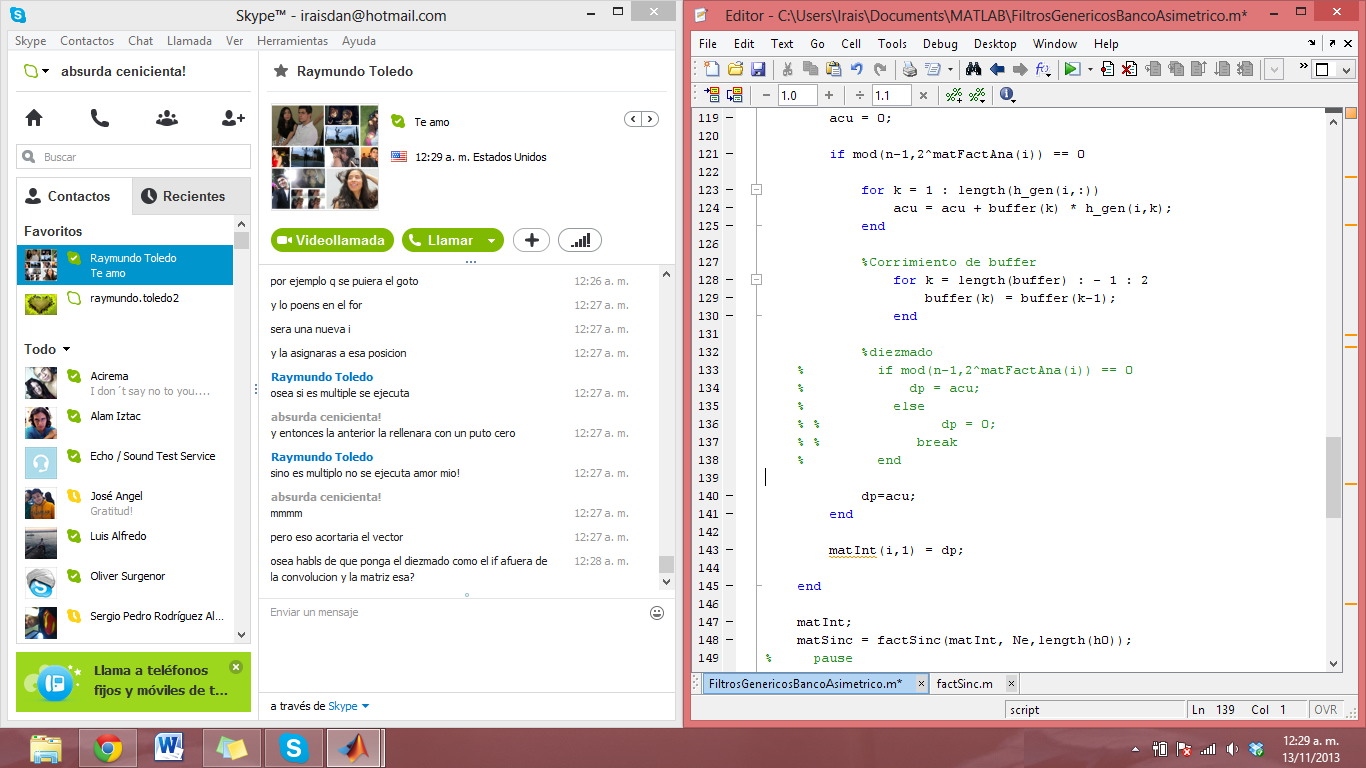 Skype™ - iraisdan@hotmail.com
Skype Contactos Chat Llamada Ver Herramientas Ayuda
absurda cenicienta!
Buscar
Contactos Recientes
Favoritos
Raymundo Toledo
Te amo
raymundo.toledo2
Todo
Acirema
I don´t say no to you....
Alam Iztac
Echo / Sound Test Service
José Angel
Gratitud!
Luis Alfredo
Oliver Surgenor
Sergio Pedro Rodríguez Al...
Llama a teléfonos
fijos y móviles de t...
Raymundo Toledo
Te amo
12:29 a. m. Estados Unidos
Videollamada Llamar
por ejemplo q se puiera el goto 12:26 a. m.
y lo poens en el for 12:27 a. m.
sera una nueva i 12:27 a. m.
y la asignaras a esa posicion 12:27 a. m.
Raymundo Toledo
osea si es multiple se ejecuta 12:27 a. m.
absurda cenicienta!
y entonces la anterior la rellenara con un puto cero 12:27 a. m.
Raymundo Toledo
sino es multiplo no se ejecuta amor mio! 12:27 a. m.
absurda cenicienta!
mmmm 12:27 a. m.
pero eso acortaria el vector 12:27 a. m.
osea habls de que ponga el diezmado como el if afuera de 12:28 a. m.
la convolucion y la matriz esa?
Enviar un mensaje
a través de Skype
Editor - C:\Users\Irais\Documents\MATLAB\FiltrosGenericosBancoAsimetrico.m*
File Edit Text Go Cell Tools Debug Desktop Window Help
− 1.0 + ÷ 1.1 ×
119 acu = 0;
120
121 if mod(n-1,2^matFactAna(i)) == 0
122
123 for k = 1 : length(h_gen(i,:))
124 acu = acu + buffer(k) * h_gen(i,k);
125 end
126
127 %Corrimiento de buffer
128 for k = length(buffer) : - 1 : 2
129 buffer(k) = buffer(k-1);
130 end
131
132 %diezmado
133 % if mod(n-1,2^matFactAna(i)) == 0
134 % dp = acu;
135 % else
136 % % dp = 0;
137 % % break
138 % end
139
140 dp=acu;
141 end
142
143 matInt(i,1) = dp;
144
145 end
146
147 matInt;
148 matSinc = factSinc(matInt, Ne,length(h0));
149 % pause
FiltrosGenericosBancoAsimetrico.m* × factSinc.m ×
script Ln 139 Col 1 OVR
12:29 a. m.
13/11/2013